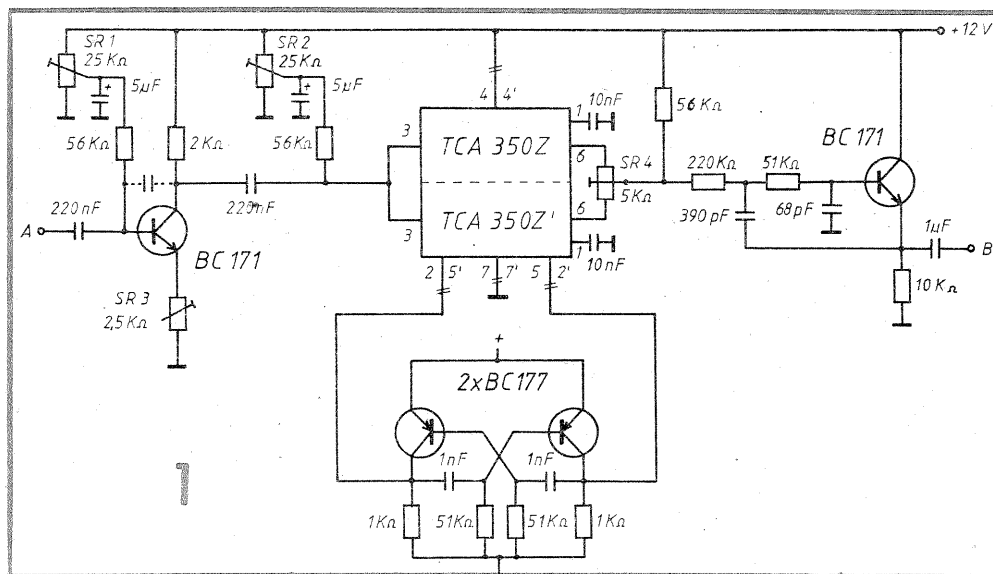 SR 1
25 KΩ
5µF
56 KΩ
2 KΩ
SR 2
25 KΩ
5µF
56 KΩ
220 nF
A
220 nF
BC 171
SR 3
2,5 KΩ
4 4'
3
TCA 350Z
TCA 350Z'
3
1
10nF
6
SR 4
5 KΩ
6
1
10nF
2 5'
7 7'
5 2'
+12 V
56 KΩ
220 KΩ
51 KΩ
390 pF
68 pF
BC 171
1µF
B
10 KΩ
+
2xBC177
1nF
1nF
1KΩ
51KΩ
51KΩ
1KΩ
1